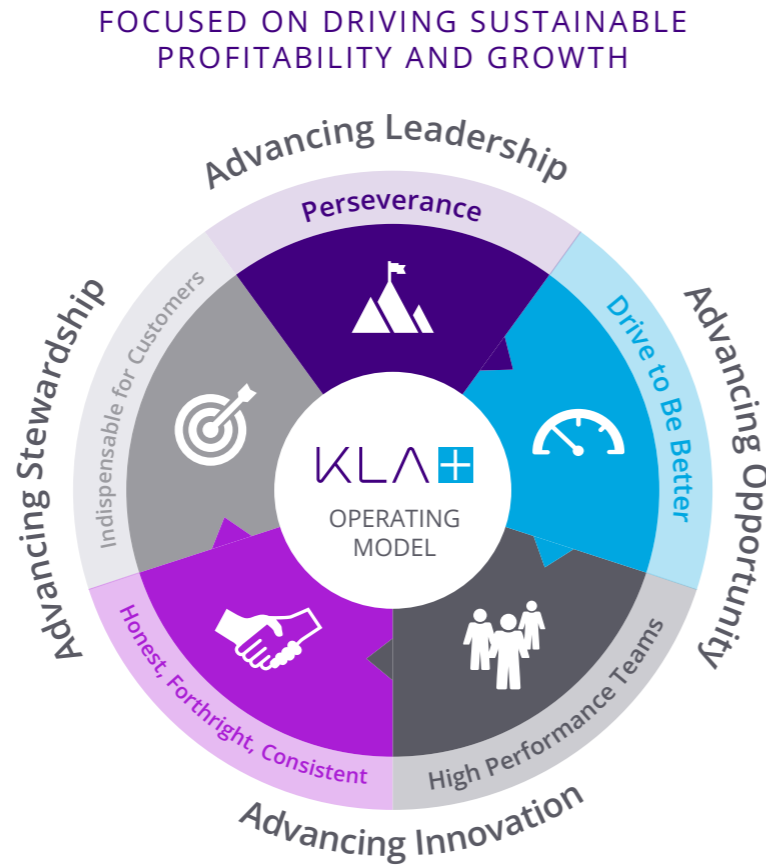 FOCUSED ON DRIVING SUSTAINABLE
PROFITABILITY AND GROWTH
Advancing Leadership
Perseverance
Advancing Opportunity
Drive to Be Better
High Performance Teams
Advancing Innovation
Honest, Forthright, Consistent
Advancing Stewardship
Indispensable for Customers
KLA+
OPERATING
MODEL